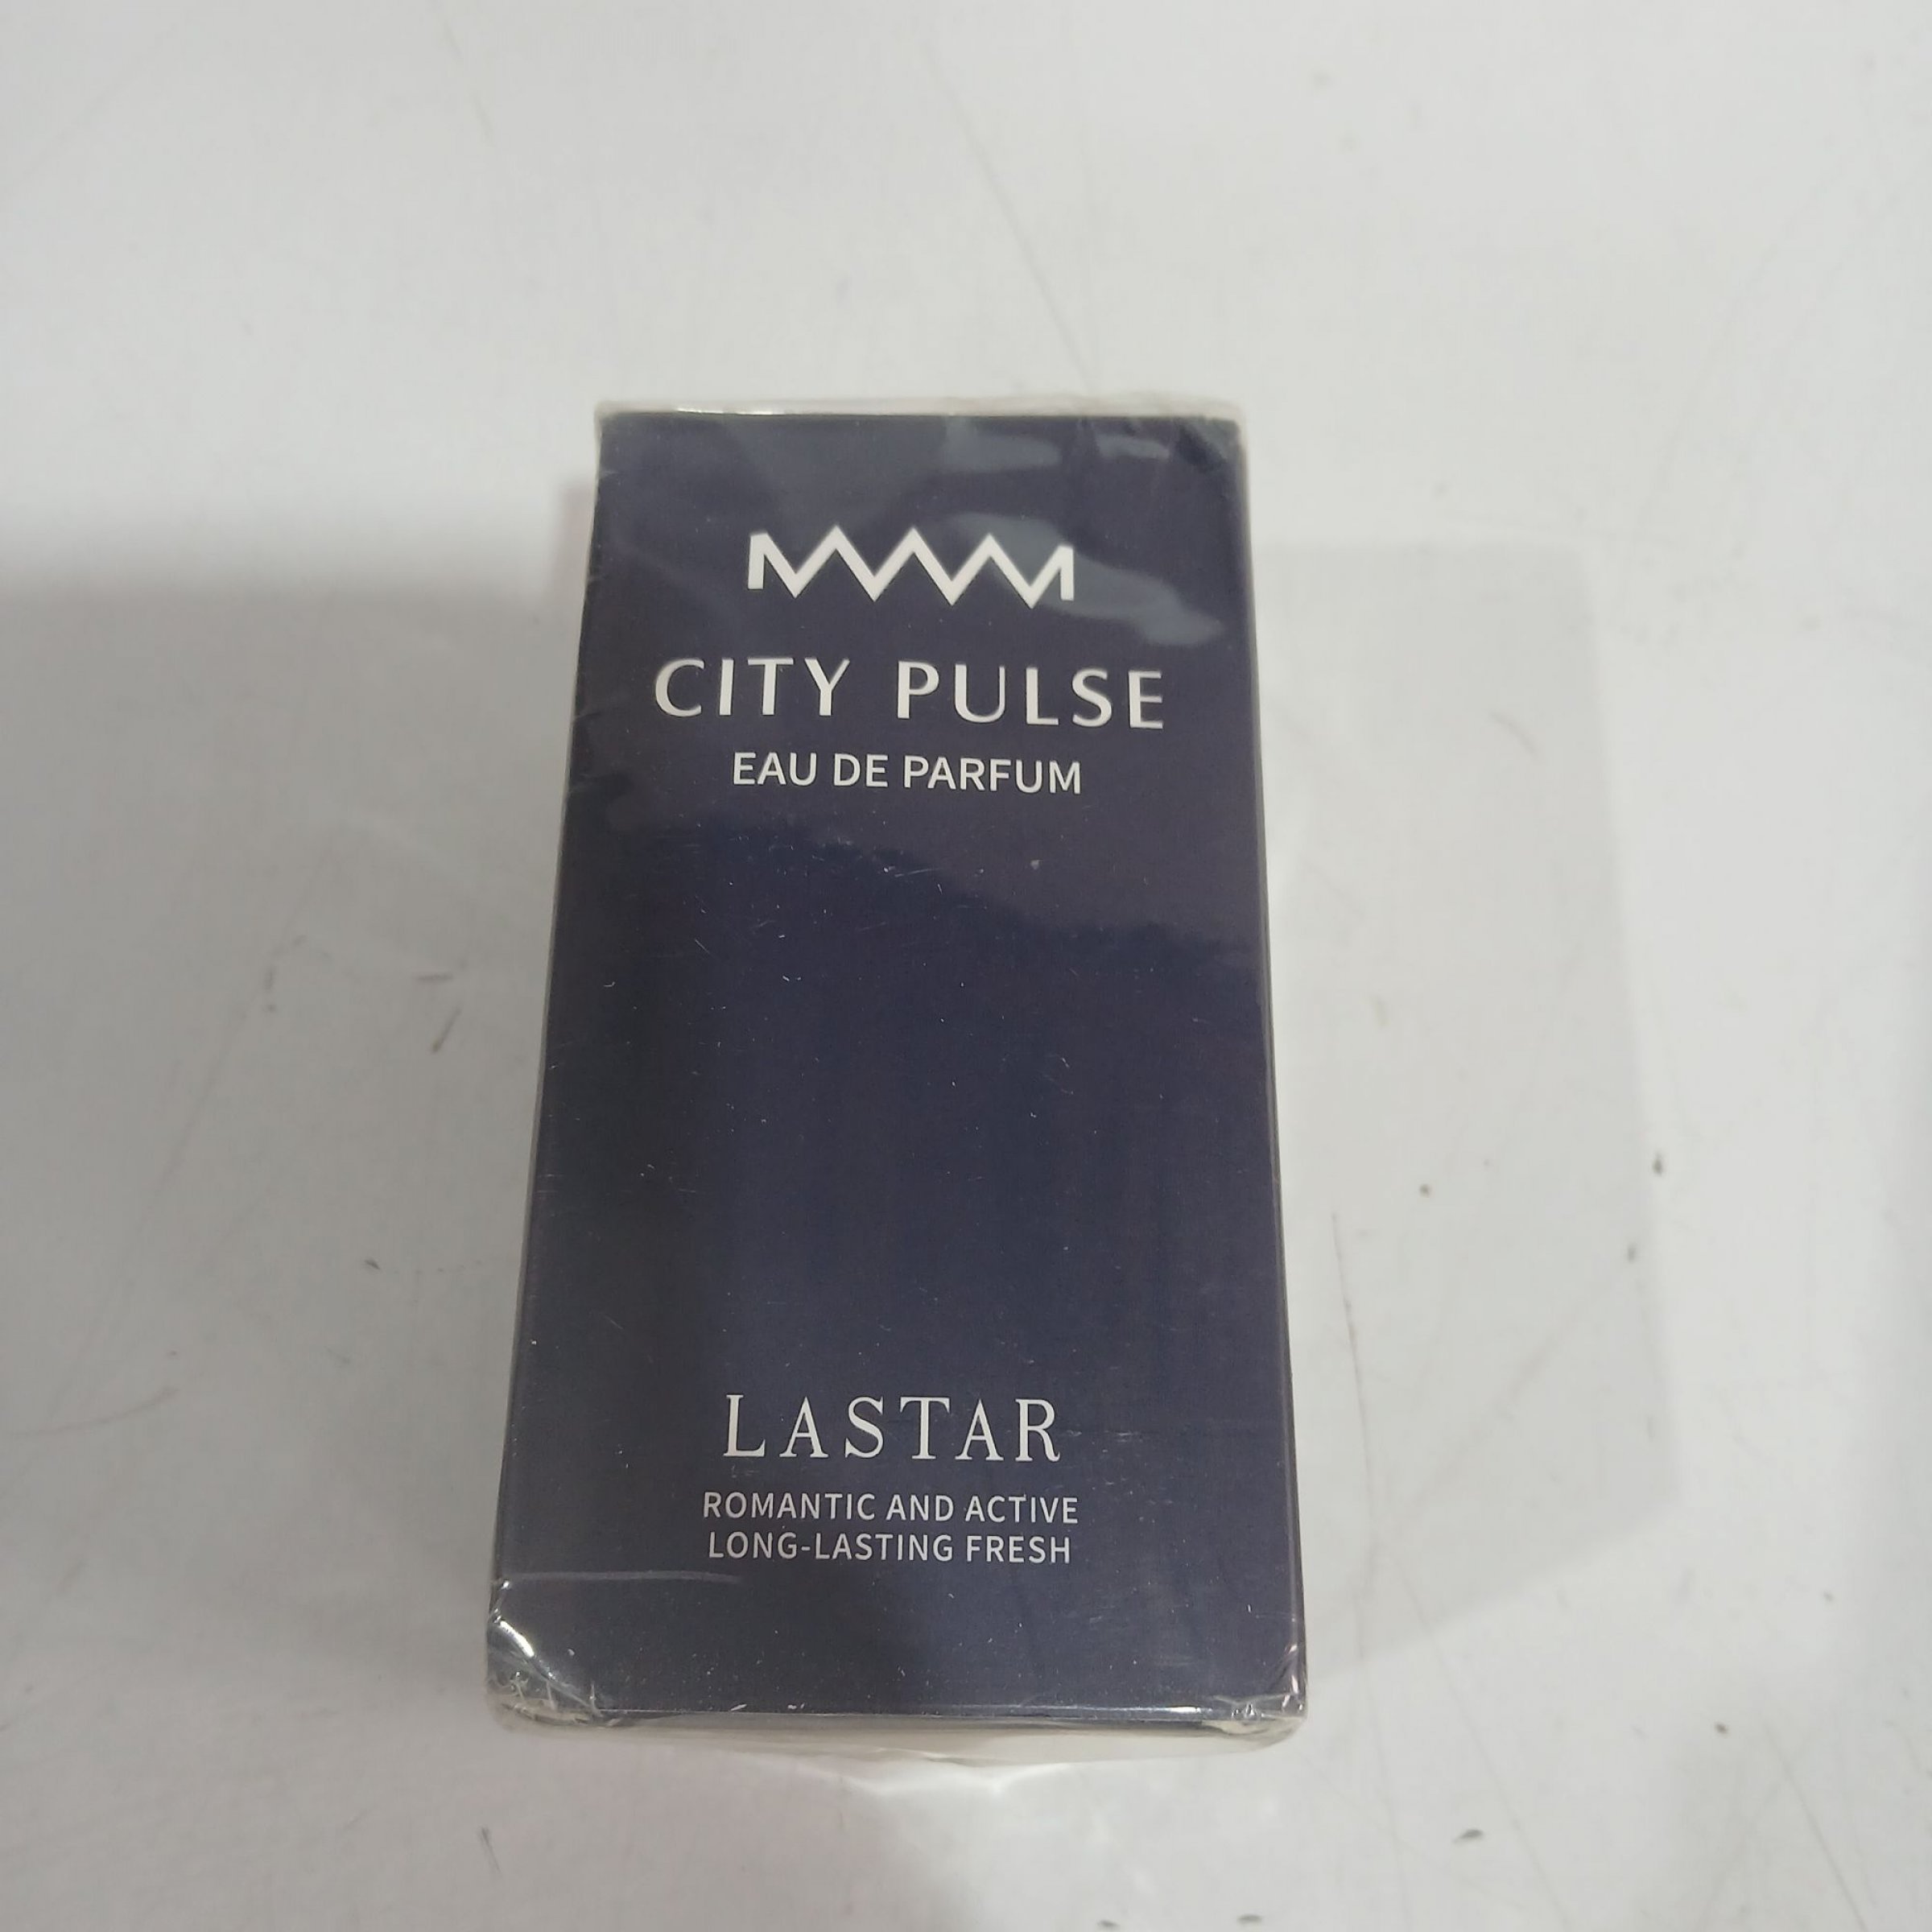 CITY PULSE
EAU DE PARFUM
LASTAR
ROMANTIC AND ACTIVE
LONG-LASTING FRESH